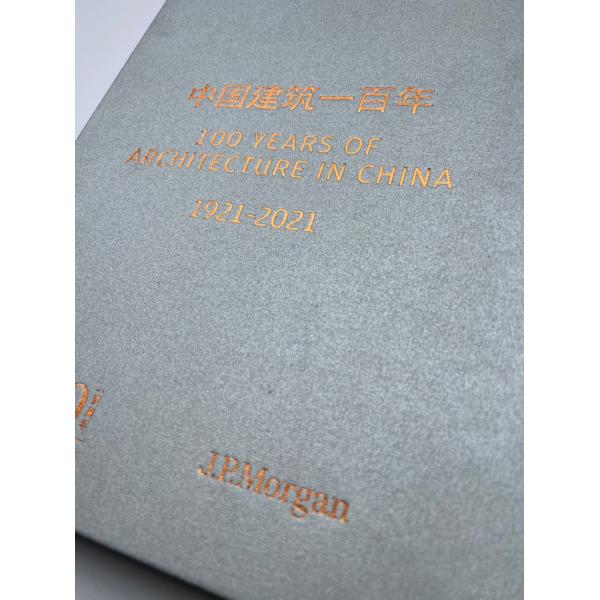 中国建筑一百年
100 YEARS OF
ARCHITECTURE IN CHINA
1921-2021
J.P.Morgan